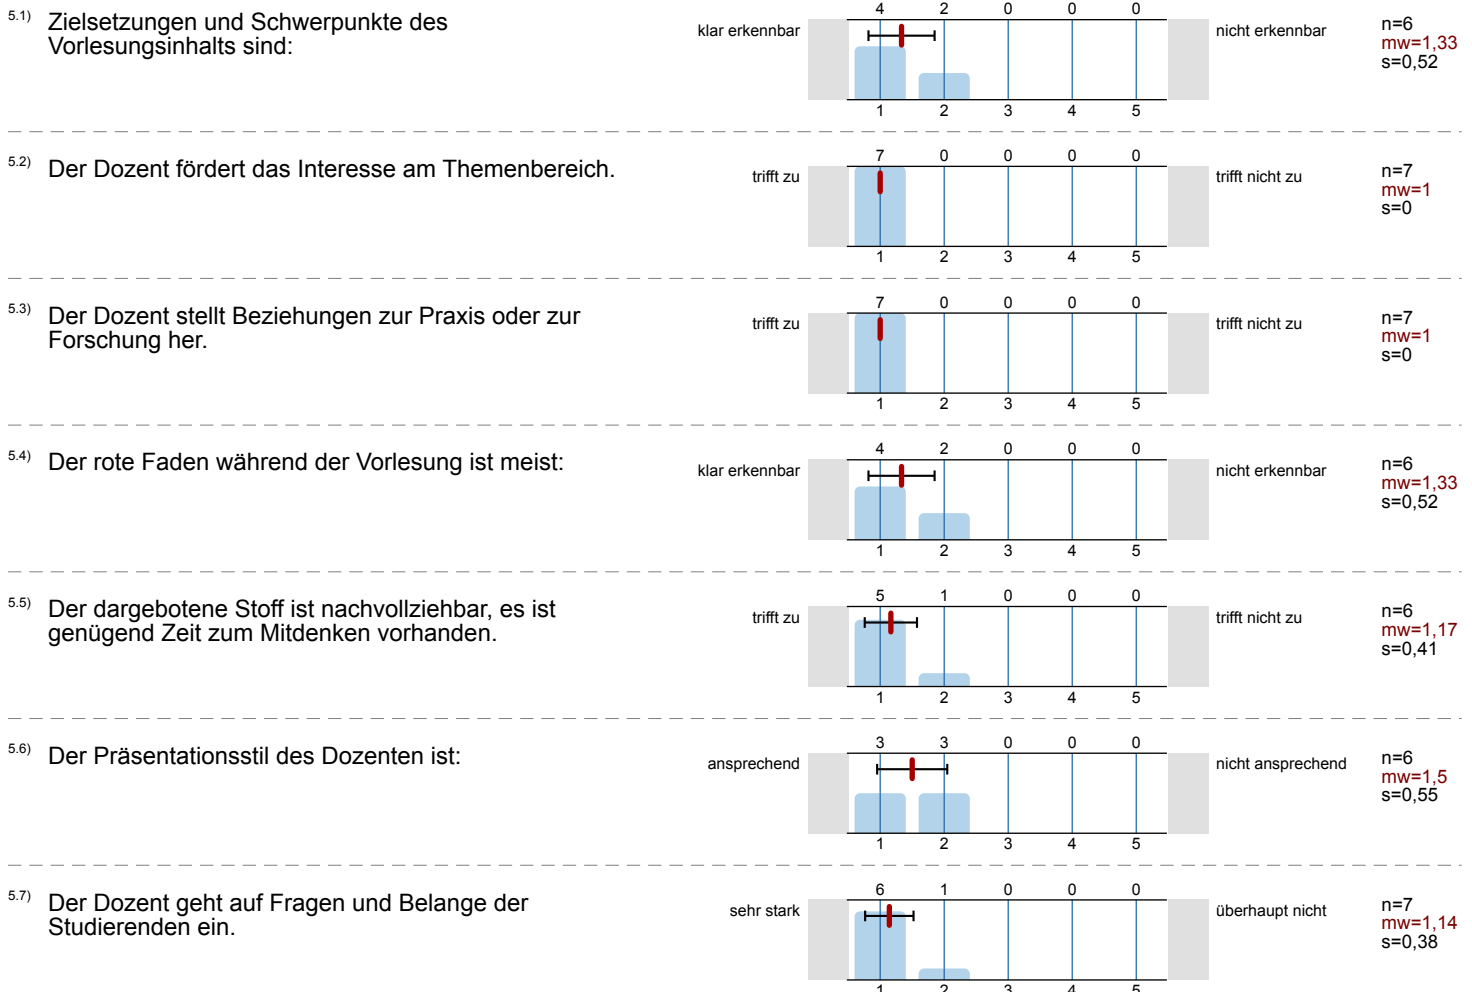 5.1) Zielsetzungen und Schwerpunkte des
Vorlesungsinhalts sind:
4 2 0 0 0
klar erkennbar
nicht erkennbar
n=6
mw=1,33
s=0,52
1 2 3 4 5
5.2) Der Dozent fördert das Interesse am Themenbereich.
7 0 0 0 0
trifft zu
trifft nicht zu
n=7
mw=1
s=0
1 2 3 4 5
5.3) Der Dozent stellt Beziehungen zur Praxis oder zur
Forschung her.
7 0 0 0 0
trifft zu
trifft nicht zu
n=7
mw=1
s=0
1 2 3 4 5
5.4) Der rote Faden während der Vorlesung ist meist:
4 2 0 0 0
klar erkennbar
nicht erkennbar
n=6
mw=1,33
s=0,52
1 2 3 4 5
5.5) Der dargebotene Stoff ist nachvollziehbar, es ist
genügend Zeit zum Mitdenken vorhanden.
5 1 0 0 0
trifft zu
trifft nicht zu
n=6
mw=1,17
s=0,41
1 2 3 4 5
5.6) Der Präsentationsstil des Dozenten ist:
3 3 0 0 0
ansprechend
nicht ansprechend
n=6
mw=1,5
s=0,55
1 2 3 4 5
5.7) Der Dozent geht auf Fragen und Belange der
Studierenden ein.
6 1 0 0 0
sehr stark
überhaupt nicht
n=7
mw=1,14
s=0,38
1 2 3 4 5